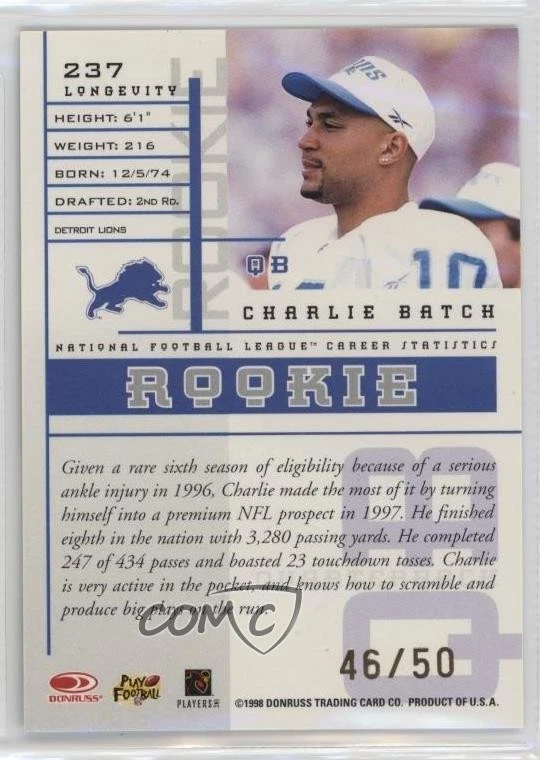 237
LONGEVITY
HEIGHT: 6'1"
WEIGHT: 216
BORN: 12/5/74
DRAFTED: 2ND RD.
DETROIT LIONS
ROOKIE
QB
10
CHARLIE BATCH
NATIONAL FOOTBALL LEAGUE™ CAREER STATISTICS
ROOKIE
Given a rare sixth season of eligibility because of a serious
ankle injury in 1996, Charlie made the most of it by turning
himself into a premium NFL prospect in 1997. He finished
eighth in the nation with 3,280 passing yards. He completed
247 of 434 passes and boasted 23 touchdown tosses. Charlie
is very active in the pocket, and knows how to scramble and
produce big plays on the run.
QB
COMC
46/50
DONRUSS
PLAY FOOTBALL
PLAYERS INC
©1998 DONRUSS TRADING CARD CO. PRODUCT OF U.S.A.